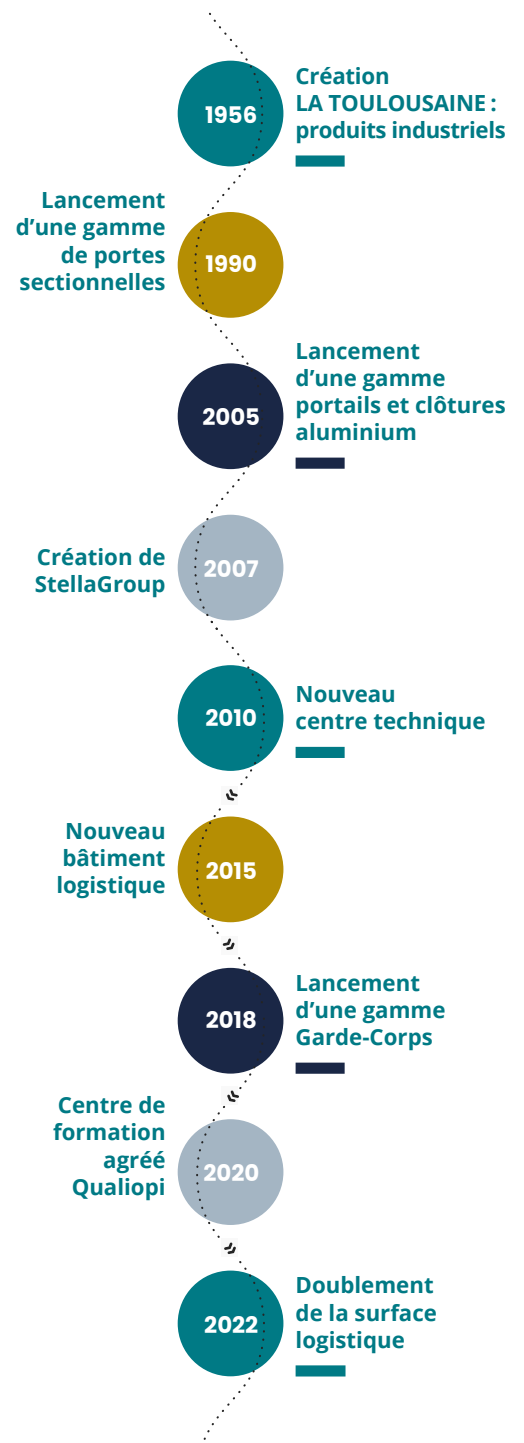 1956
Création
LA TOULOUSAINE :
produits industriels
Lancement
d'une gamme
de portes
sectionnelles
1990
2005
Lancement
d'une gamme
portails et clôtures
aluminium
Création de
StellaGroup
2007
2010
Nouveau
centre technique
Nouveau
bâtiment
logistique
2015
2018
Lancement
d'une gamme
Garde-Corps
Centre de
formation
agréé
Qualiopi
2020
2022
Doublement
de la surface
logistique